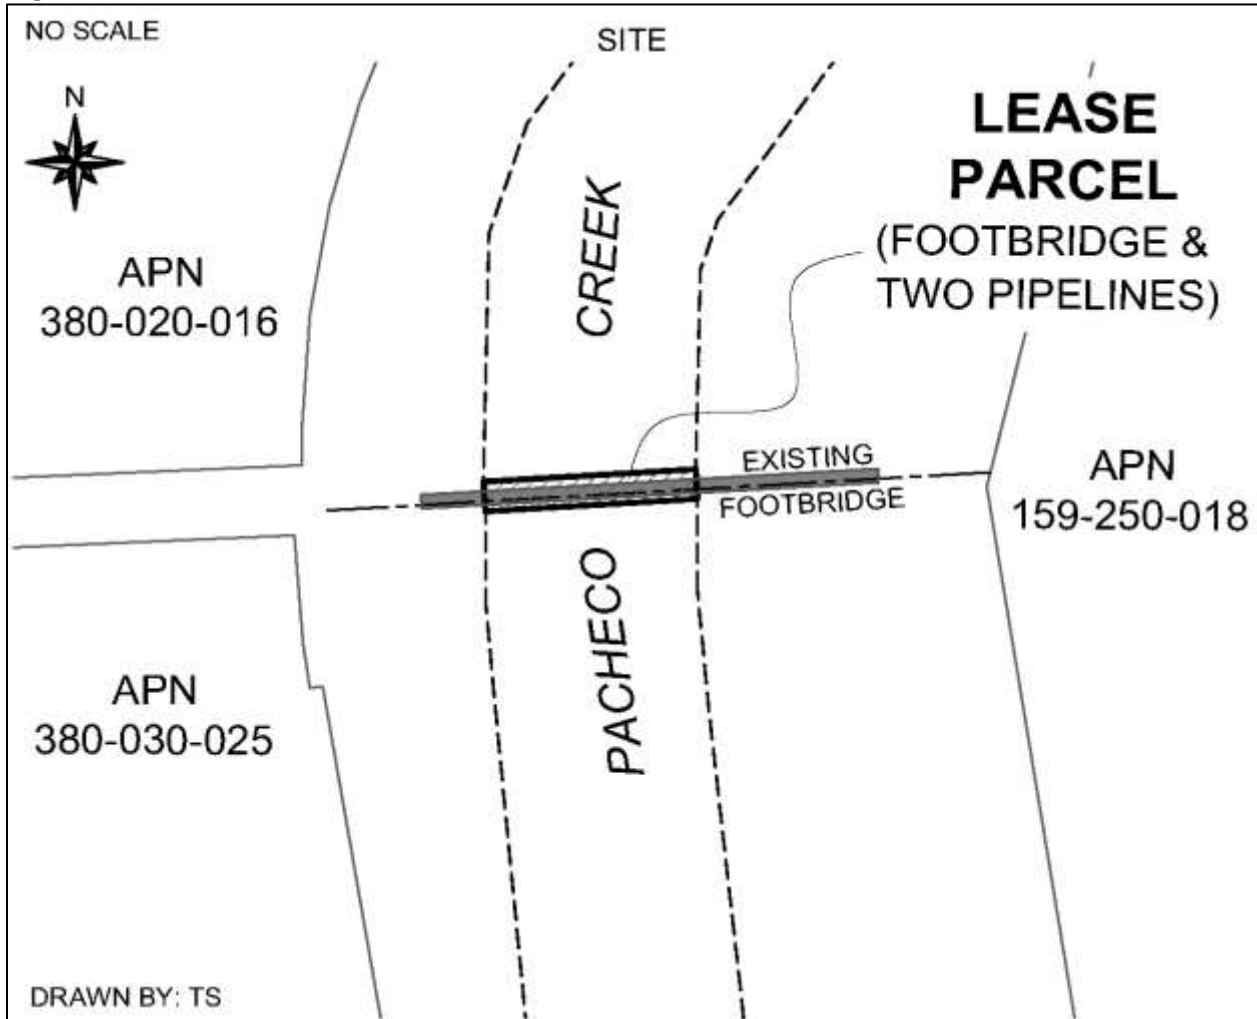 NO SCALE
SITE
N
LEASE
PARCEL
(FOOTBRIDGE &
TWO PIPELINES)
APN
380-020-016
CREEK
EXISTING
FOOTBRIDGE
APN
159-250-018
PACHECO
APN
380-030-025
DRAWN BY: TS